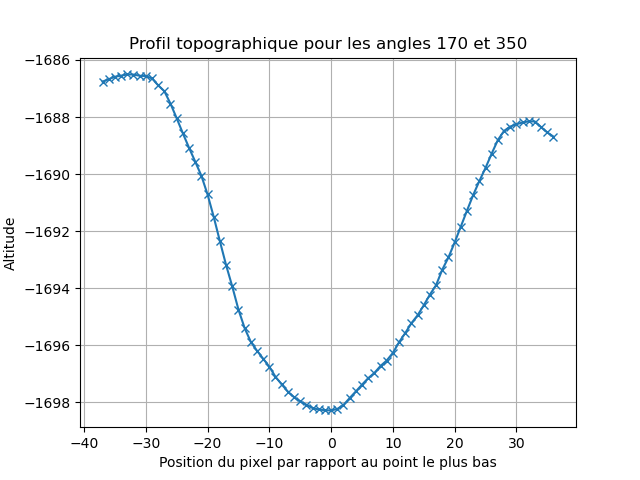 Profil topographique pour les angles 170 et 350
−1686
−1688
−1690
−1692
−1694
−1696
−1698
Altitude
−40 −30 −20 −10 0 10 20 30
Position du pixel par rapport au point le plus bas